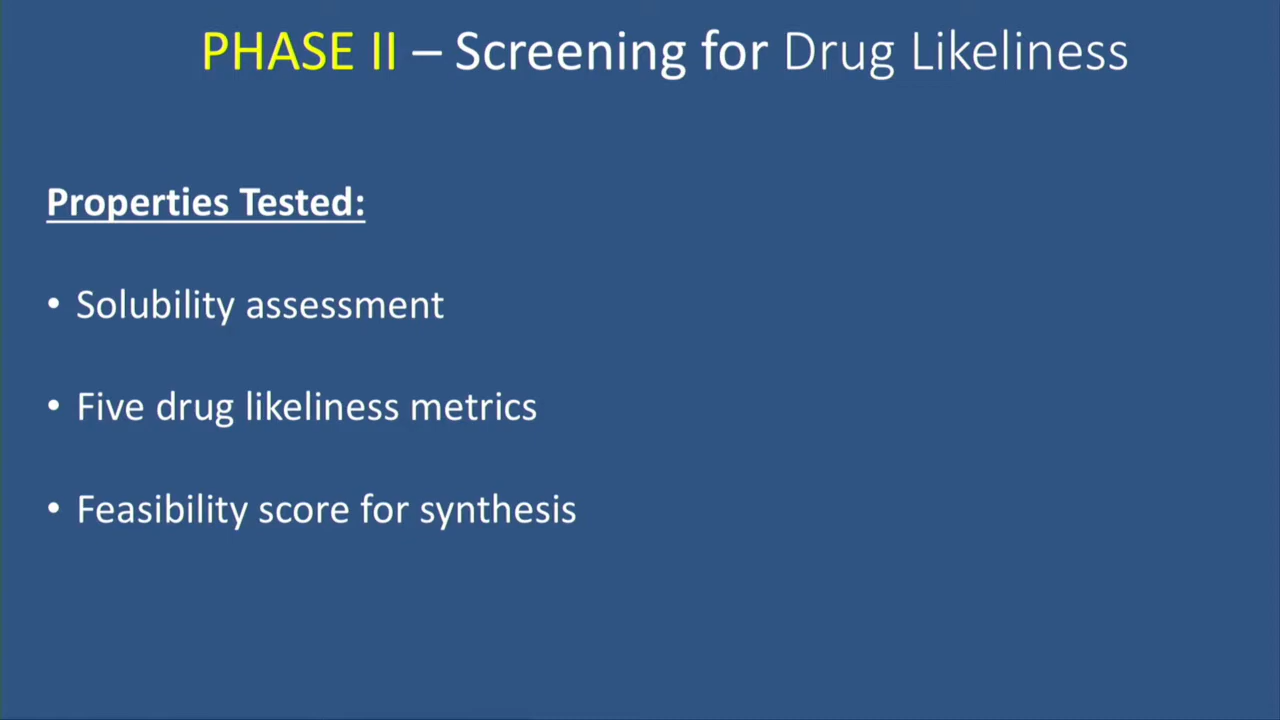 PHASE II – Screening for Drug Likeliness
Properties Tested:
• Solubility assessment
• Five drug likeliness metrics
• Feasibility score for synthesis